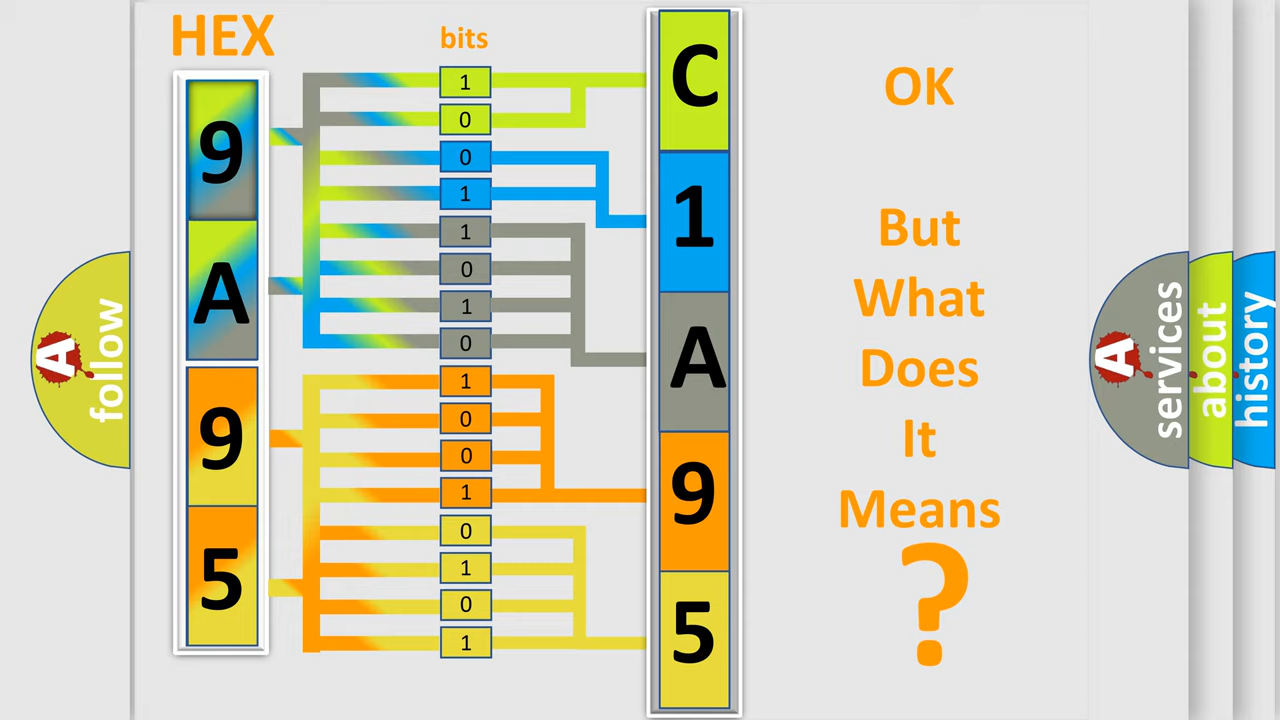 HEX
bits
9
A
9
5
1
0
0
1
1
0
1
0
1
0
0
1
0
1
0
1
C
1
A
9
5
OK
But
What
Does
It
Means
?
A
follow
A
services
about
history